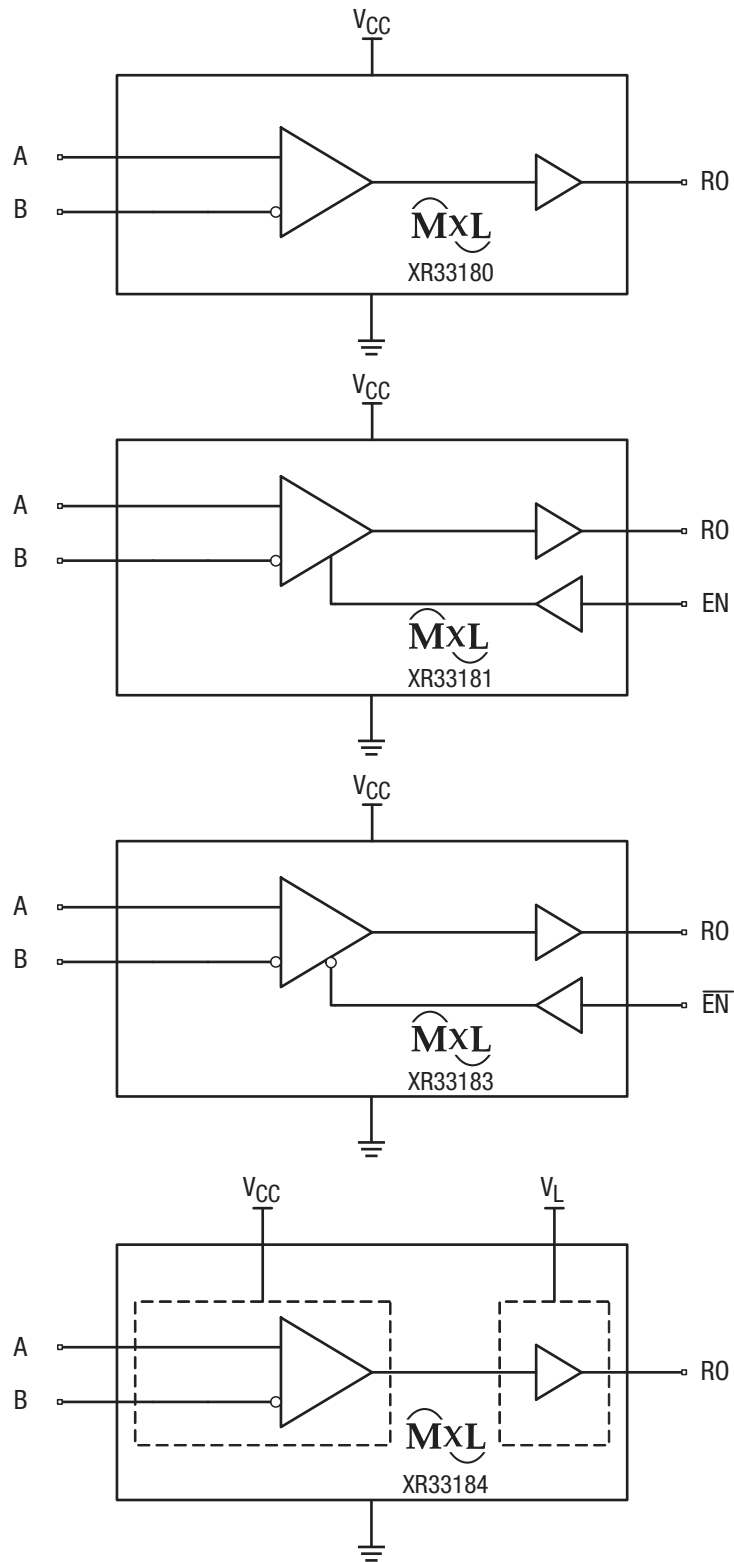 VCC
A
B
RO
MXL
XR33180
VCC
A
B
RO
EN
MXL
XR33181
VCC
A
B
RO
EN
MXL
XR33183
VCC
VL
A
B
RO
MXL
XR33184